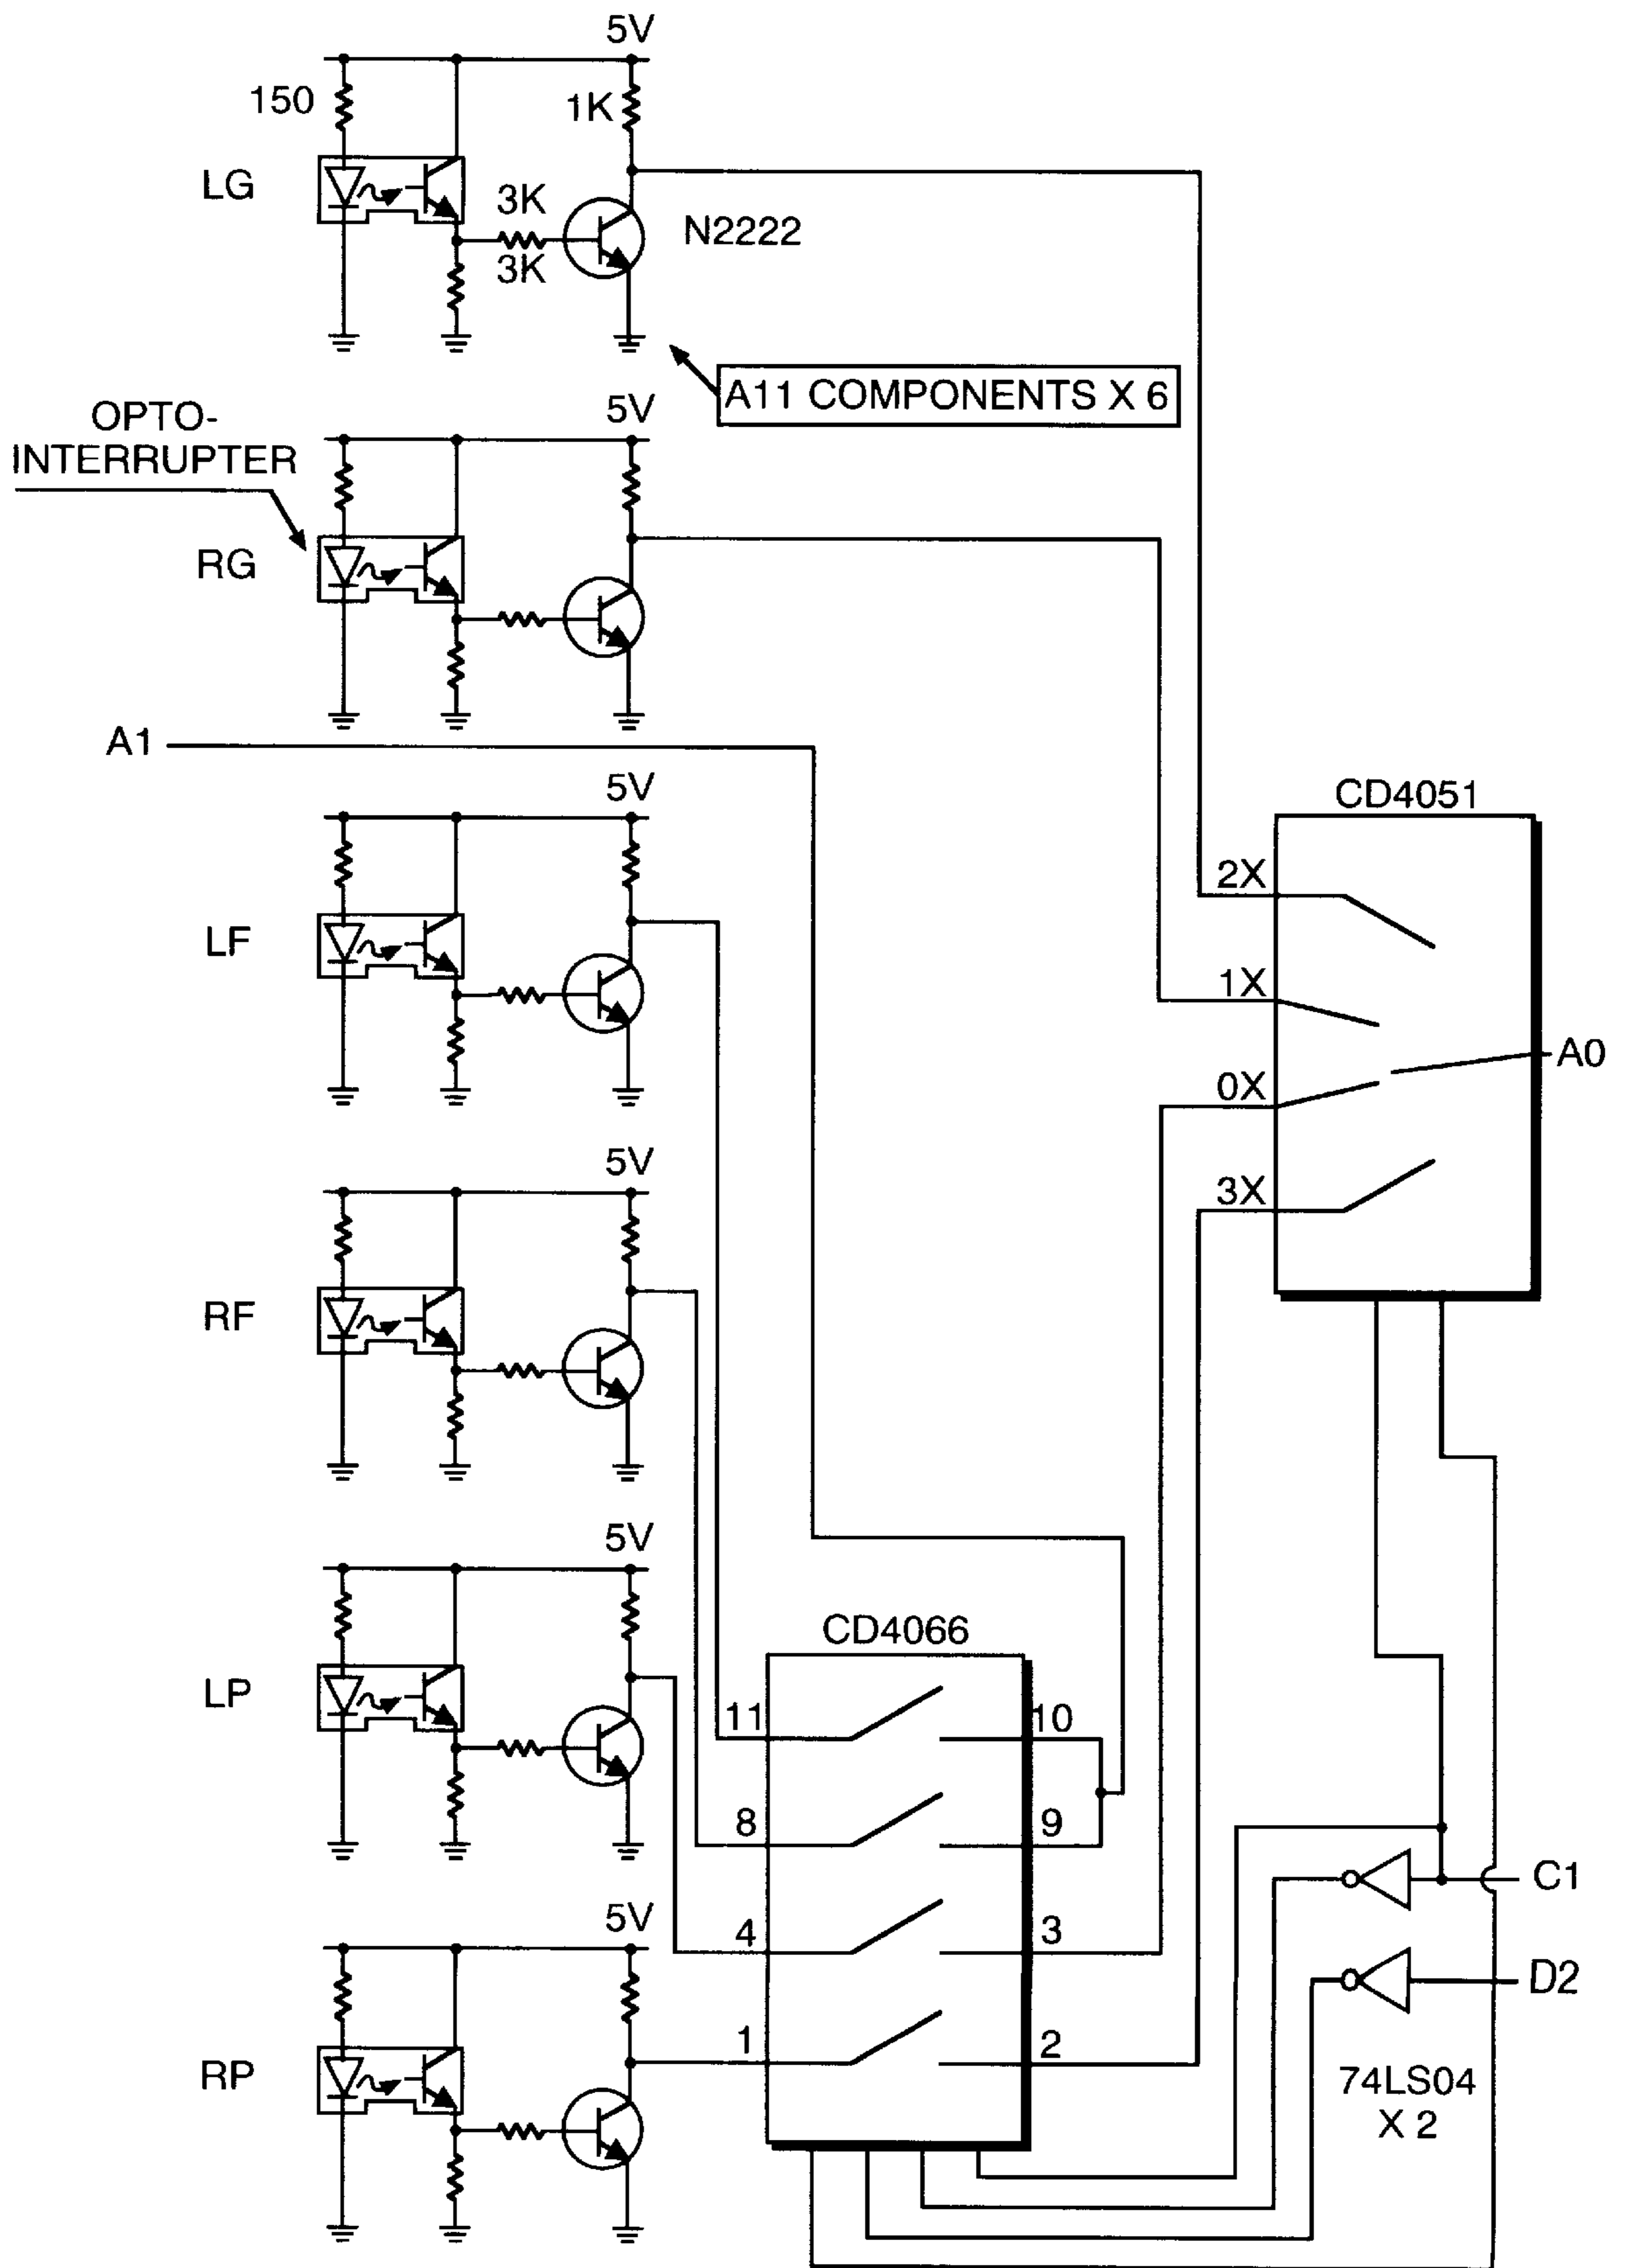 5V
150
1K
LG
3K
N2222
3K
A11 COMPONENTS X 6
OPTO-
INTERRUPTER
5V
RG
A1
5V
CD4051
2X
LF
1X
A0
0X
5V
3X
RF
5V
CD4066
LP
11
10
8
9
C1
5V
4
3
D2
1
2
RP
74LS04
X 2